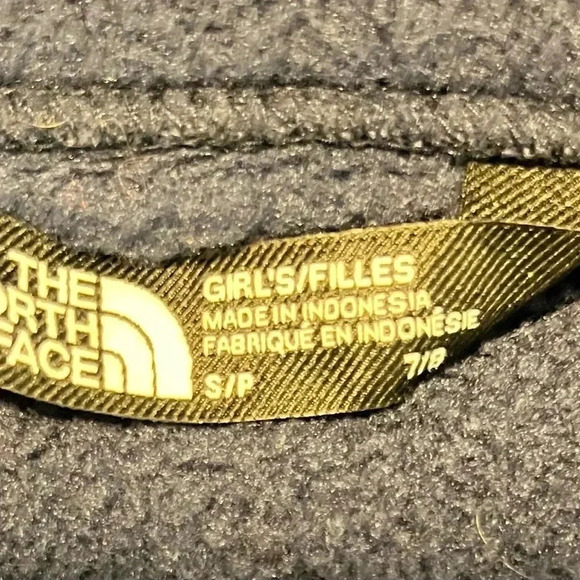 THE
NORTH
FACE
GIRL'S/FILLES
MADE IN INDONESIA
FABRIQUÉ EN INDONÉSIE
S/P 7/8